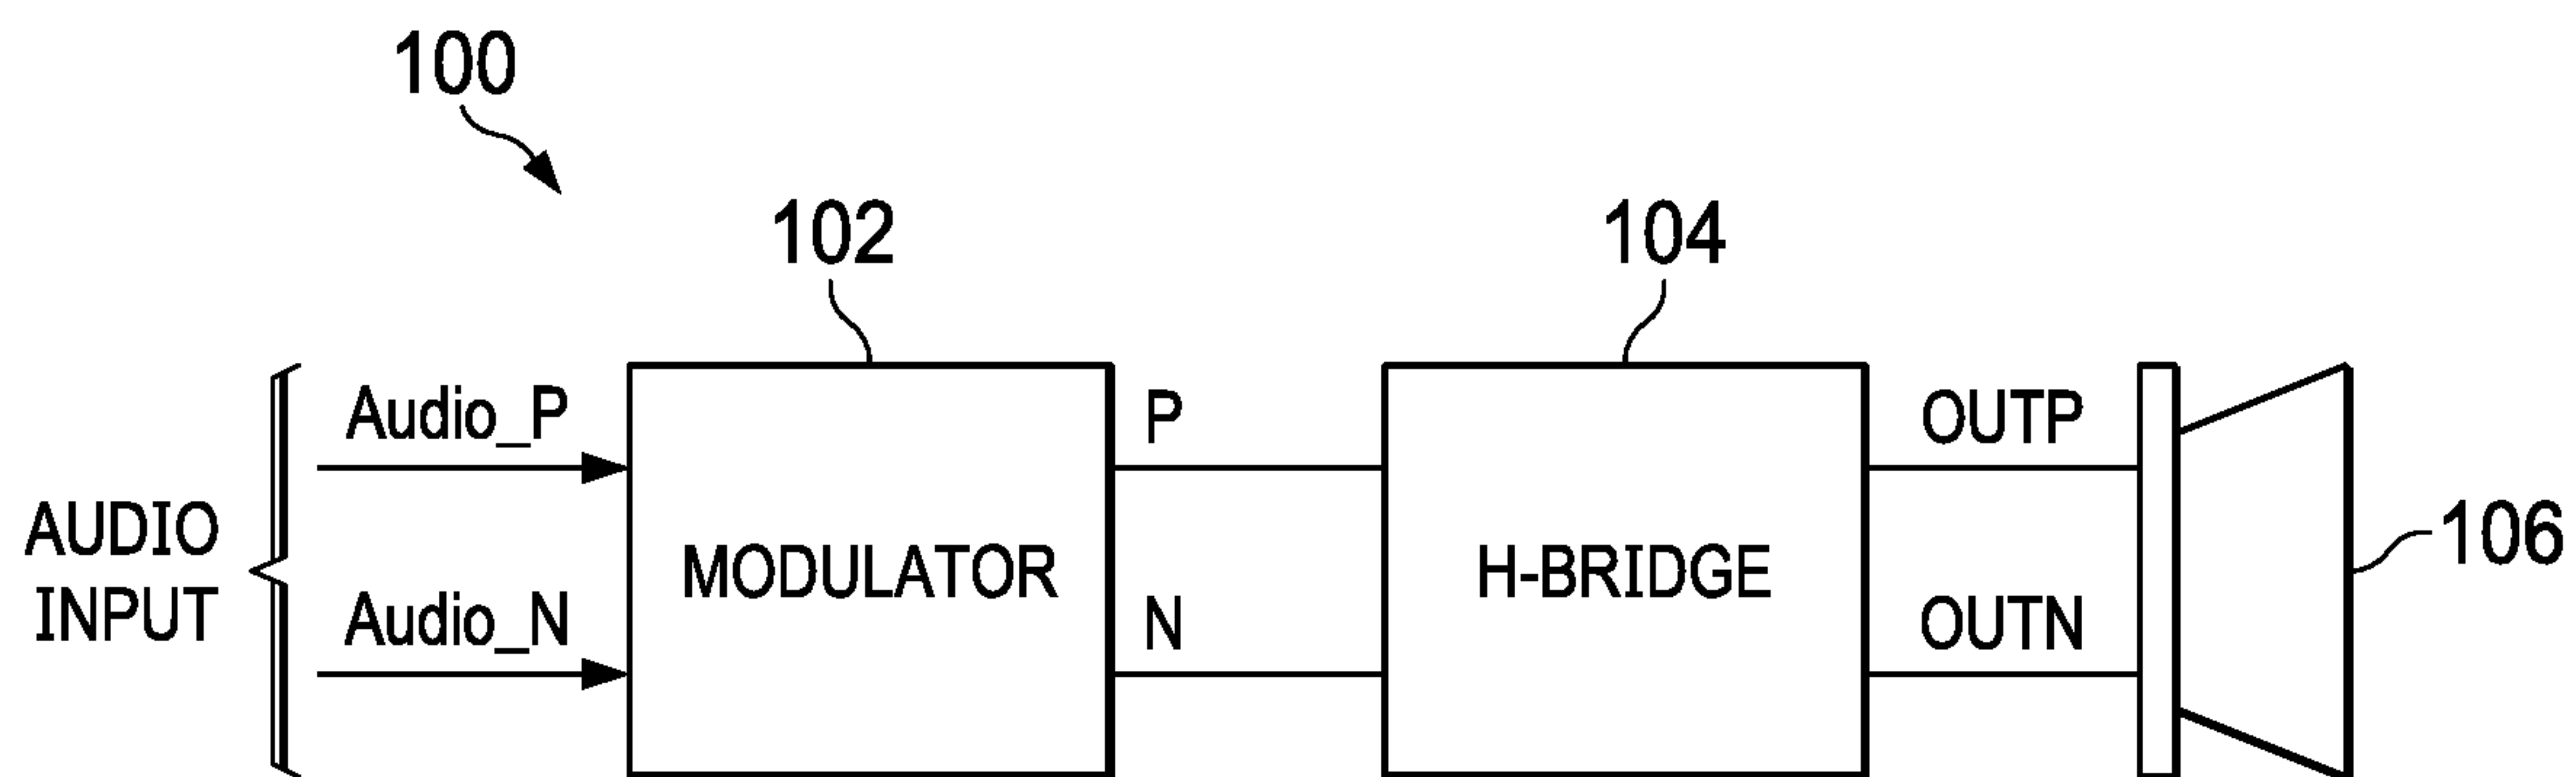 100
102
104
Audio_P
P
OUTP
AUDIO
INPUT
MODULATOR
H-BRIDGE
106
Audio_N
N
OUTN